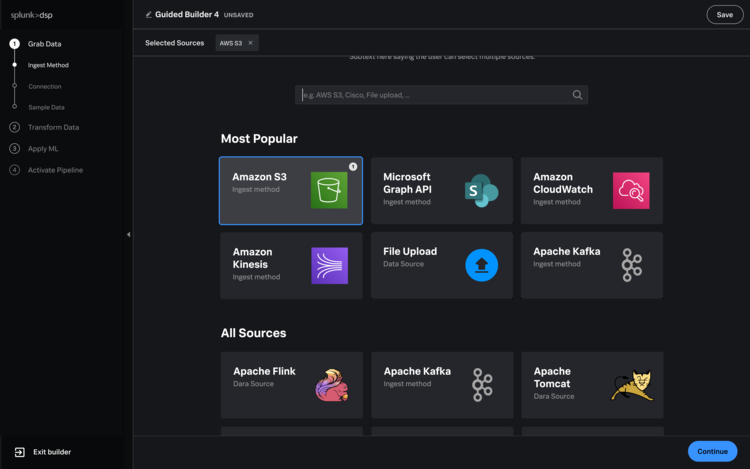 splunk>dsp
Guided Builder 4 UNSAVED
Save
1 Grab Data
Ingest Method
Connection
Sample Data
2 Transform Data
3 Apply ML
4 Activate Pipeline
Exit builder
Selected Sources AWS S3 ×
Subtext here saying the user can select multiple sources.
e.g. AWS S3, Cisco, File upload, ...
Most Popular
Amazon S3
Ingest method
1
Microsoft
Graph API
Ingest method
S
Amazon
CloudWatch
Ingest method
Amazon
Kinesis
Ingest method
File Upload
Data Source
Apache Kafka
Ingest method
All Sources
Apache Flink
Dara Source
Apache Kafka
Ingest method
Apache
Tomcat
Dara Source
Continue